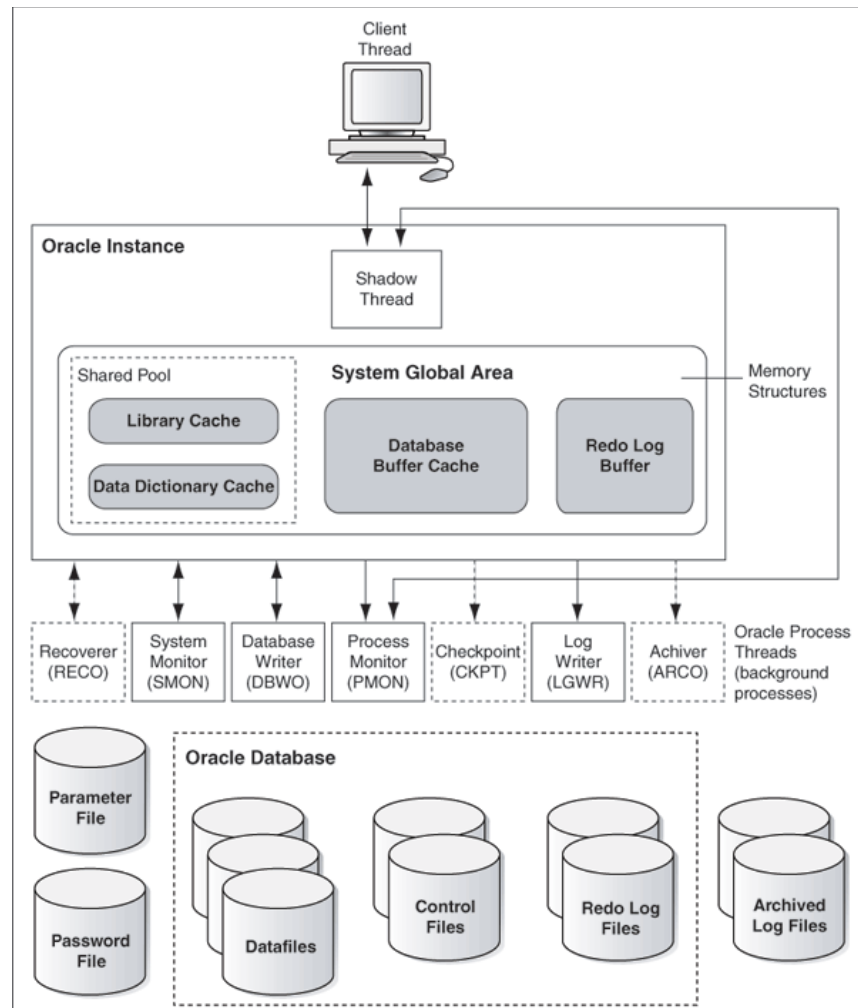 Client
Thread
Oracle Instance
Shadow
Thread
Shared Pool
System Global Area
Library Cache
Data Dictionary Cache
Database
Buffer Cache
Redo Log
Buffer
Memory
Structures
Recoverer
(RECO)
System
Monitor
(SMON)
Database
Writer
(DBWO)
Process
Monitor
(PMON)
Checkpoint
(CKPT)
Log
Writer
(LGWR)
Achiver
(ARCO)
Oracle Process
Threads
(background
processes)
Parameter
File
Password
File
Oracle Database
Datafiles
Control
Files
Redo Log
Files
Archived
Log Files